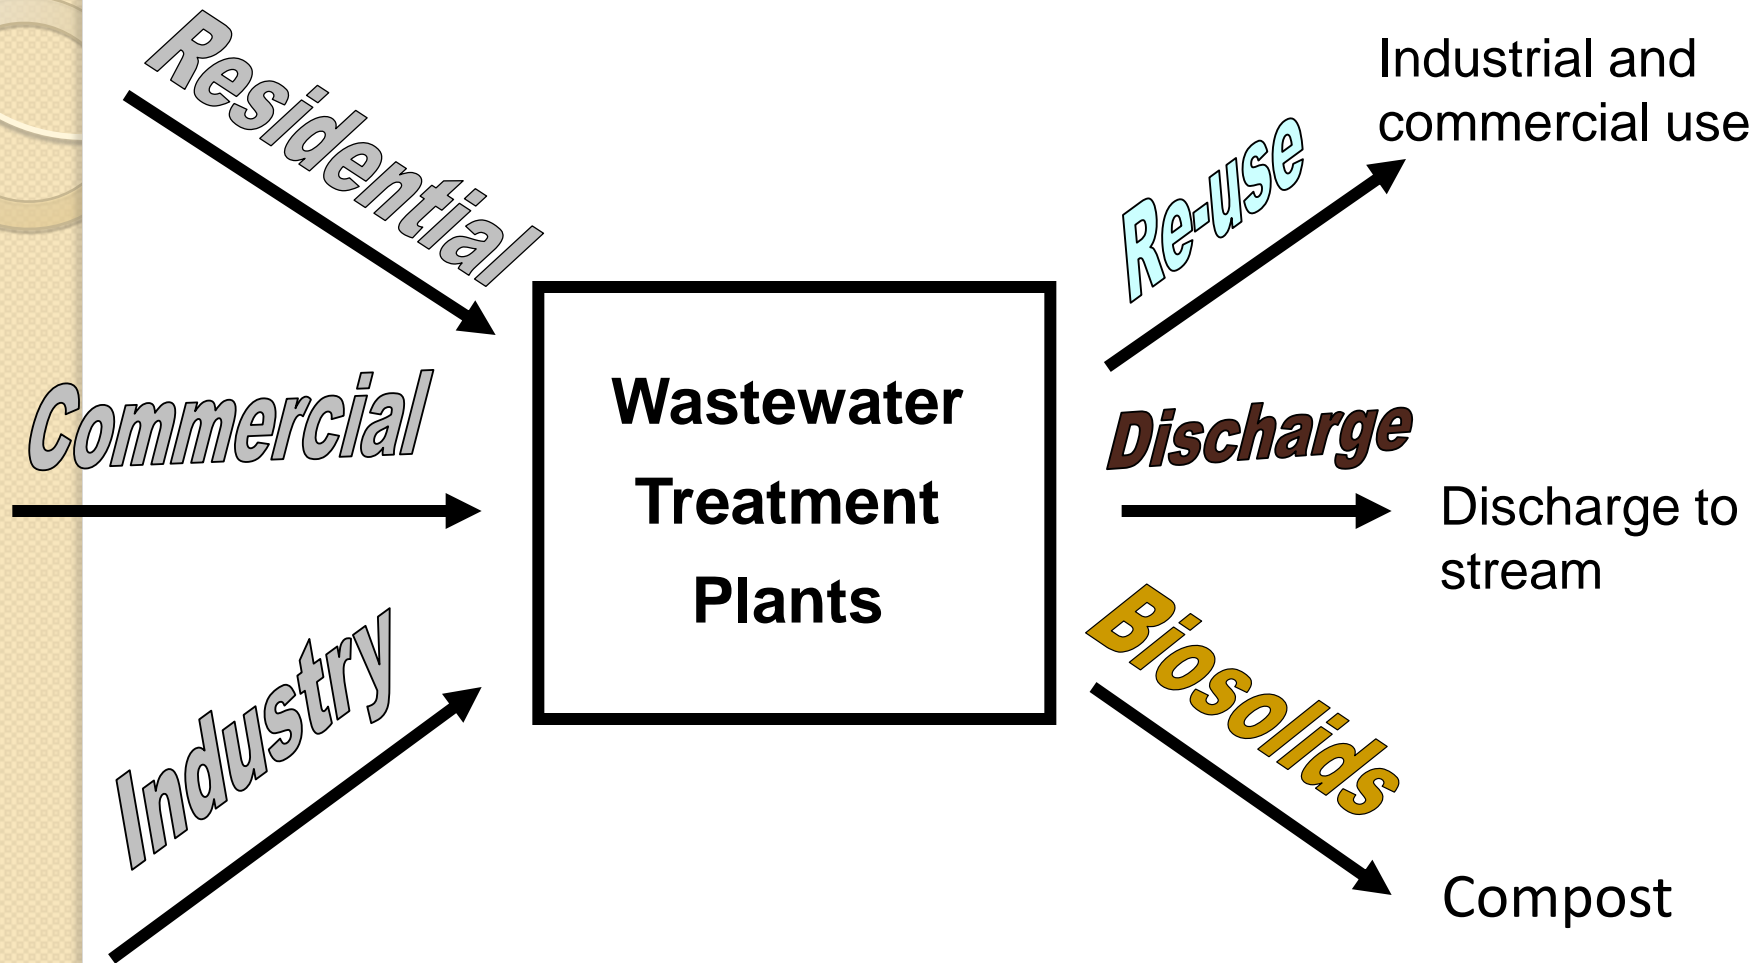 Residential
Commercial
Industry
Wastewater
Treatment
Plants
Re-use
Industrial and
commercial use
Discharge
Discharge to
stream
Biosolids
Compost